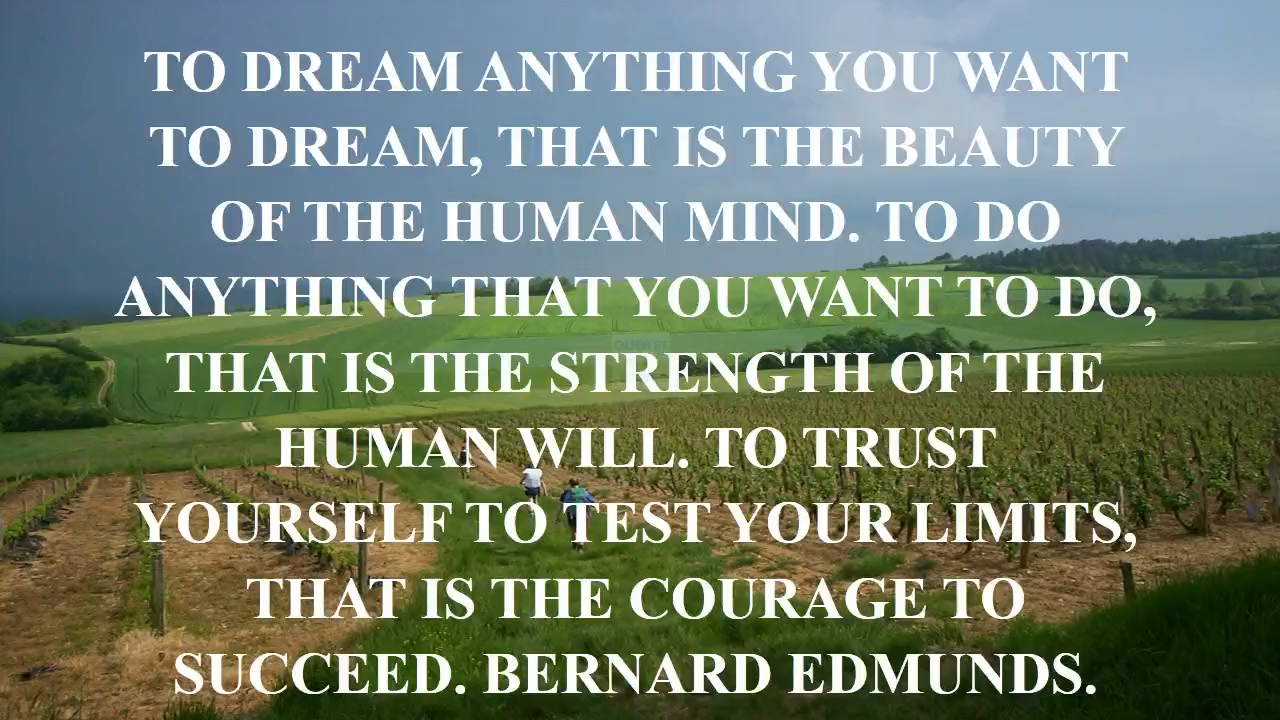 TO DREAM ANYTHING YOU WANT
TO DREAM, THAT IS THE BEAUTY
OF THE HUMAN MIND. TO DO
ANYTHING THAT YOU WANT TO DO,
QUOTES
THAT IS THE STRENGTH OF THE
HUMAN WILL. TO TRUST
YOURSELF TO TEST YOUR LIMITS,
THAT IS THE COURAGE TO
SUCCEED. BERNARD EDMUNDS.